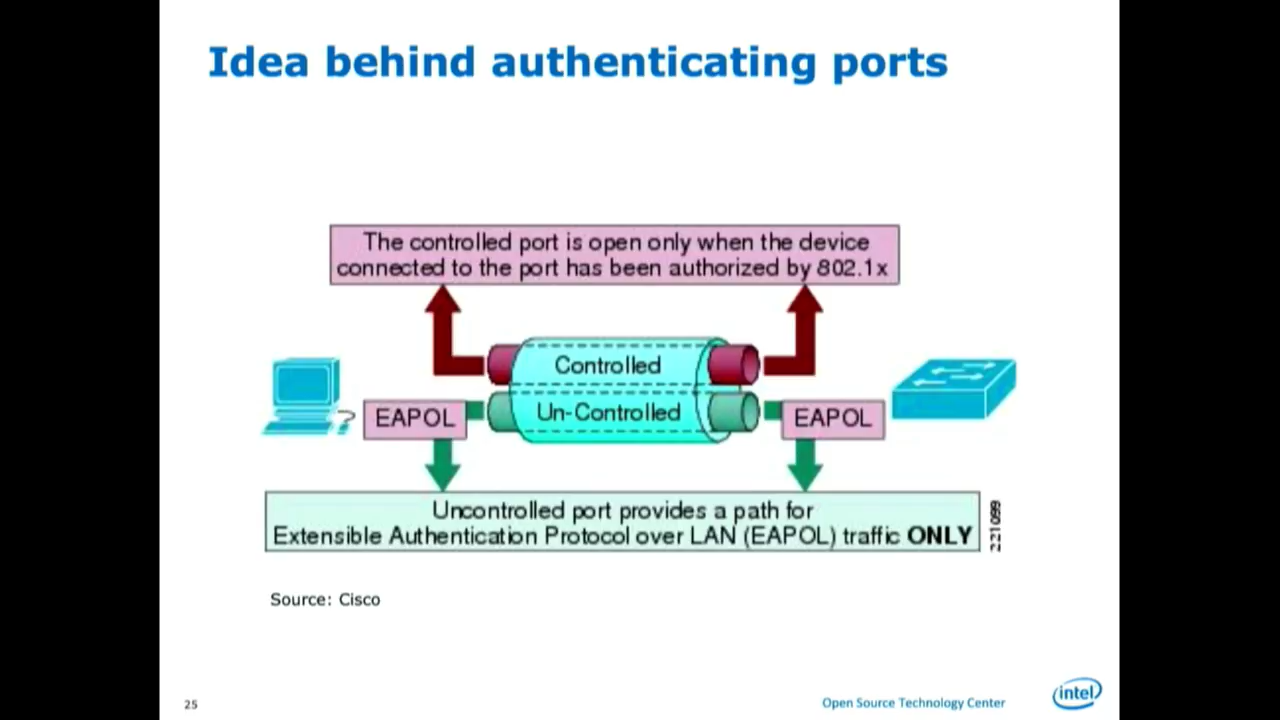 Idea behind authenticating ports
The controlled port is open only when the device
connected to the port has been authorized by 802.1x
Controlled
Un-Controlled
EAPOL
EAPOL
Uncontrolled port provides a path for
Extensible Authentication Protocol over LAN (EAPOL) traffic ONLY
221099
Source: Cisco
25
Open Source Technology Center
intel